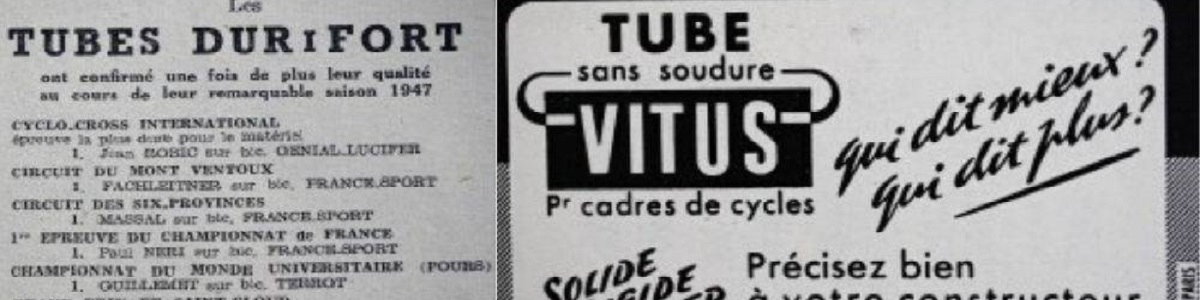 Les
TUBES DURIFORT
ont confirmé une fois de plus leur qualité
au cours de leur remarquable saison 1947
CYCLO.CROSS INTERNATIONAL
épreuve la plus dure pour le matériel
1. Jean ROBIC sur bic. GENIAL.LUCIFER
CIRCUIT DU MONT VENTOUX
1. FACHLEITNER sur bic. FRANCE.SPORT
CIRCUIT DES SIX.PROVINCES
1. MASSAL sur bic. FRANCE.SPORT
1re EPREUVE DU CHAMPIONNAT de FRANCE
1. Paul NERI sur bic. FRANCE.SPORT
CHAMPIONNAT DU MONDE UNIVERSITAIRE (POURS)
1. GUILLEMET sur bic. TERROT
TUBE
sans soudure
VITUS
Pr cadres de cycles
qui dit mieux?
qui dit plus?
SOLIDE
Précisez bien
à votre constructeur
PARIS